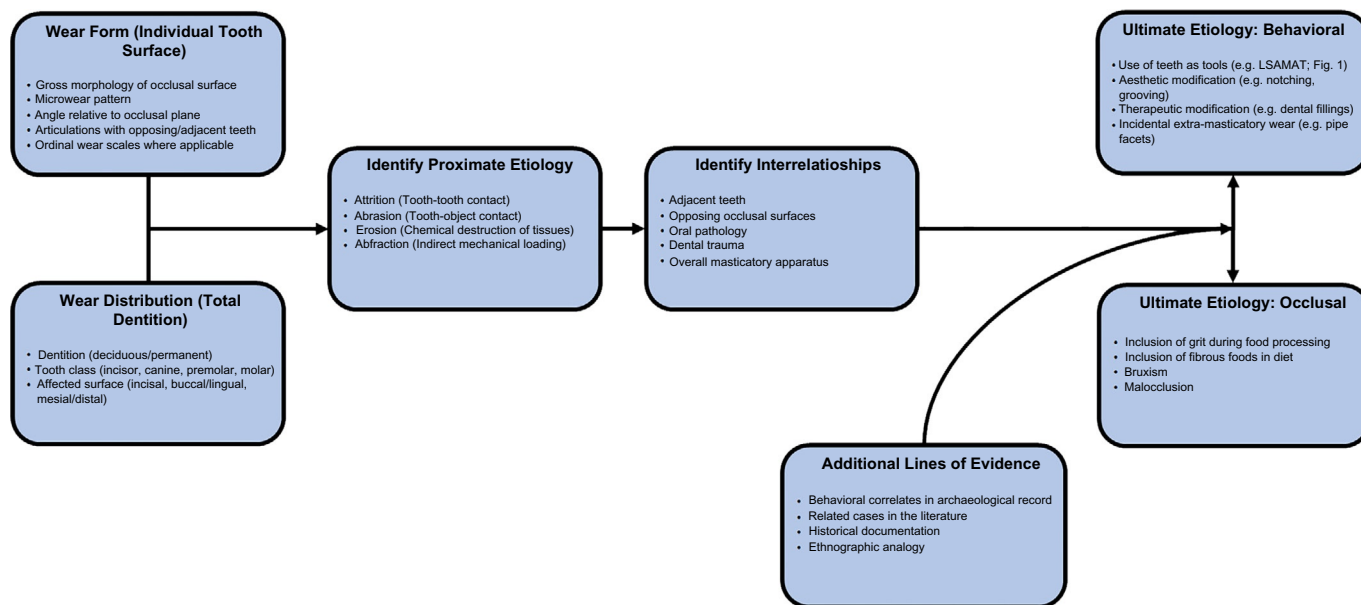 Wear Form (Individual Tooth
Surface)
• Gross morphology of occlusal surface
• Microwear pattern
• Angle relative to occlusal plane
• Articulations with opposing/adjacent teeth
• Ordinal wear scales where applicable
Wear Distribution (Total
Dentition)
• Dentition (deciduous/permanent)
• Tooth class (incisor, canine, premolar, molar)
• Affected surface (incisal, buccal/lingual,
mesial/distal)
Identify Proximate Etiology
• Attrition (Tooth-tooth contact)
• Abrasion (Tooth-object contact)
• Erosion (Chemical destruction of tissues)
• Abfraction (Indirect mechanical loading)
Identify Interrelatioships
• Adjacent teeth
• Opposing occlusal surfaces
• Oral pathology
• Dental trauma
• Overall masticatory apparatus
Additional Lines of Evidence
• Behavioral correlates in archaeological record
• Related cases in the literature
• Historical documentation
• Ethnographic analogy
Ultimate Etiology: Behavioral
• Use of teeth as tools (e.g. LSAMAT; Fig. 1)
• Aesthetic modification (e.g. notching,
grooving)
• Therapeutic modification (e.g. dental fillings)
• Incidental extra-masticatory wear (e.g. pipe
facets)
Ultimate Etiology: Occlusal
• Inclusion of grit during food processing
• Inclusion of fibrous foods in diet
• Bruxism
• Malocclusion